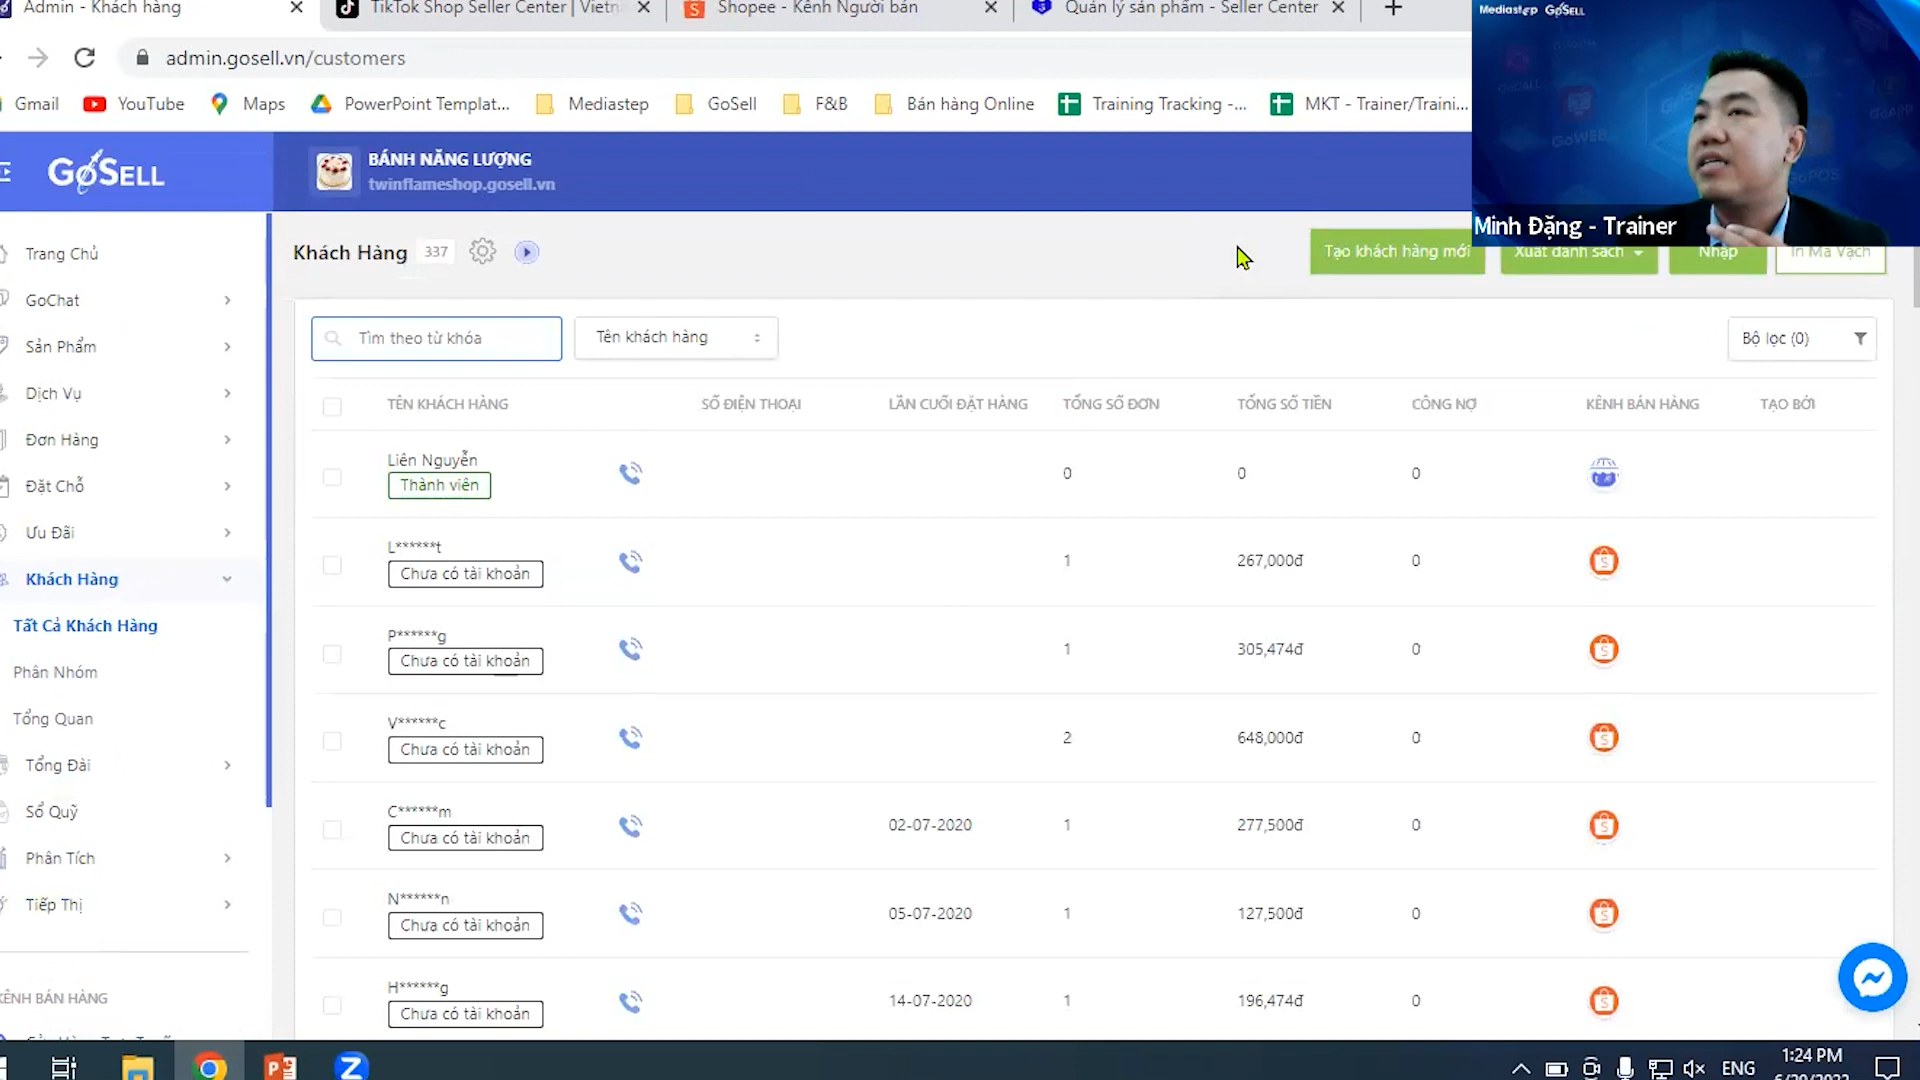 Admin - Khách hàng
TikTok Shop Seller Center | Vietn
Shopee - Kênh Người bán
Quản lý sản phẩm - Seller Center
admin.gosell.vn/customers
Gmail
YouTube
Maps
PowerPoint Templat...
Mediastep
GoSell
F&B
Bán hàng Online
Training Tracking -...
MKT - Trainer/Traini...
Mediastep GoSELL
Minh Đặng - Trainer
GoSELL
BÁNH NĂNG LƯỢNG
twinflameshop.gosell.vn
Khách Hàng 337
Tạo khách hàng mới
Xuất danh sách
Nhập
In Mã Vạch
Trang Chủ
GoChat
Sản Phẩm
Dịch Vụ
Đơn Hàng
Đặt Chỗ
Ưu Đãi
Khách Hàng
Tất Cả Khách Hàng
Phân Nhóm
Tổng Quan
Tổng Đài
Sổ Quỹ
Phân Tích
Tiếp Thị
KÊNH BÁN HÀNG
Tìm theo từ khóa
Tên khách hàng
Bộ lọc (0)
TÊN KHÁCH HÀNG SỐ ĐIỆN THOẠI LẦN CUỐI ĐẶT HÀNG TỔNG SỐ ĐƠN TỔNG SỐ TIỀN CÔNG NỢ KÊNH BÁN HÀNG TẠO BỞI
Liên Nguyễn
Thành viên
0 0 0
L******t
Chưa có tài khoản
1 267,000đ 0
P******g
Chưa có tài khoản
1 305,474đ 0
V******c
Chưa có tài khoản
2 648,000đ 0
C******m
Chưa có tài khoản
02-07-2020 1 277,500đ 0
N******n
Chưa có tài khoản
05-07-2020 1 127,500đ 0
H******g
Chưa có tài khoản
14-07-2020 1 196,474đ 0
ENG
1:24 PM